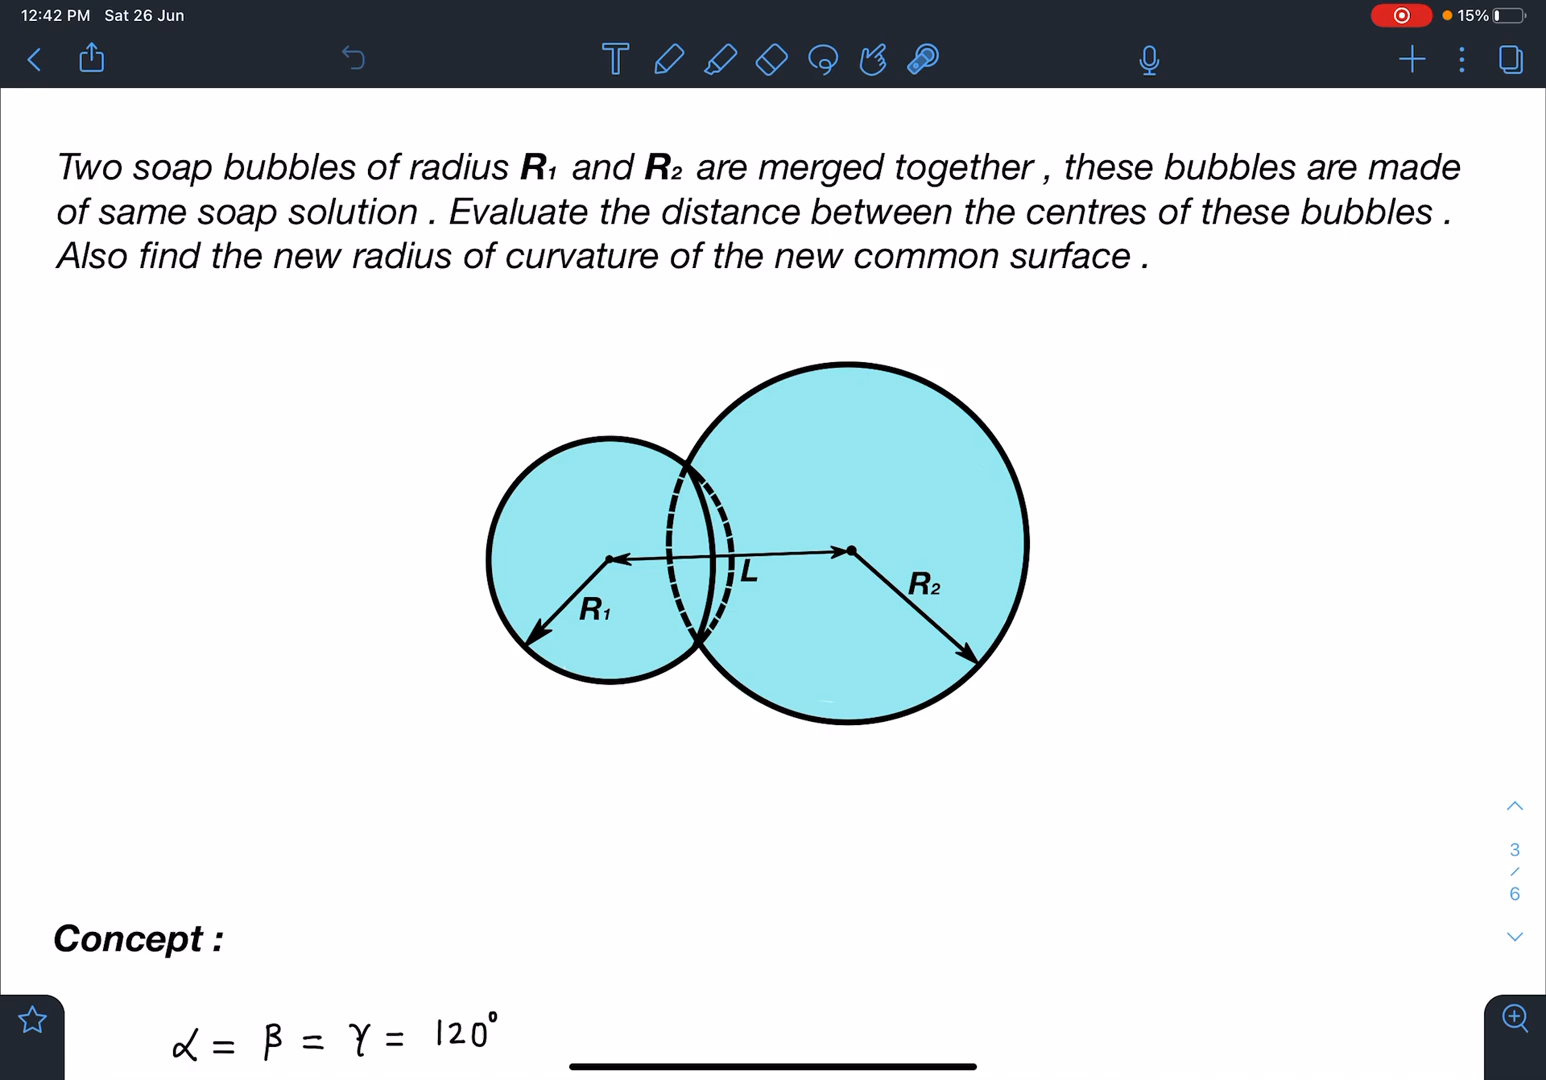 12:42 PM Sat 26 Jun
15%
Two soap bubbles of radius R₁ and R₂ are merged together , these bubbles are made
of same soap solution . Evaluate the distance between the centres of these bubbles .
Also find the new radius of curvature of the new common surface .
L
R₂
R₁
3
/
6
Concept :
α = β = γ = 120°